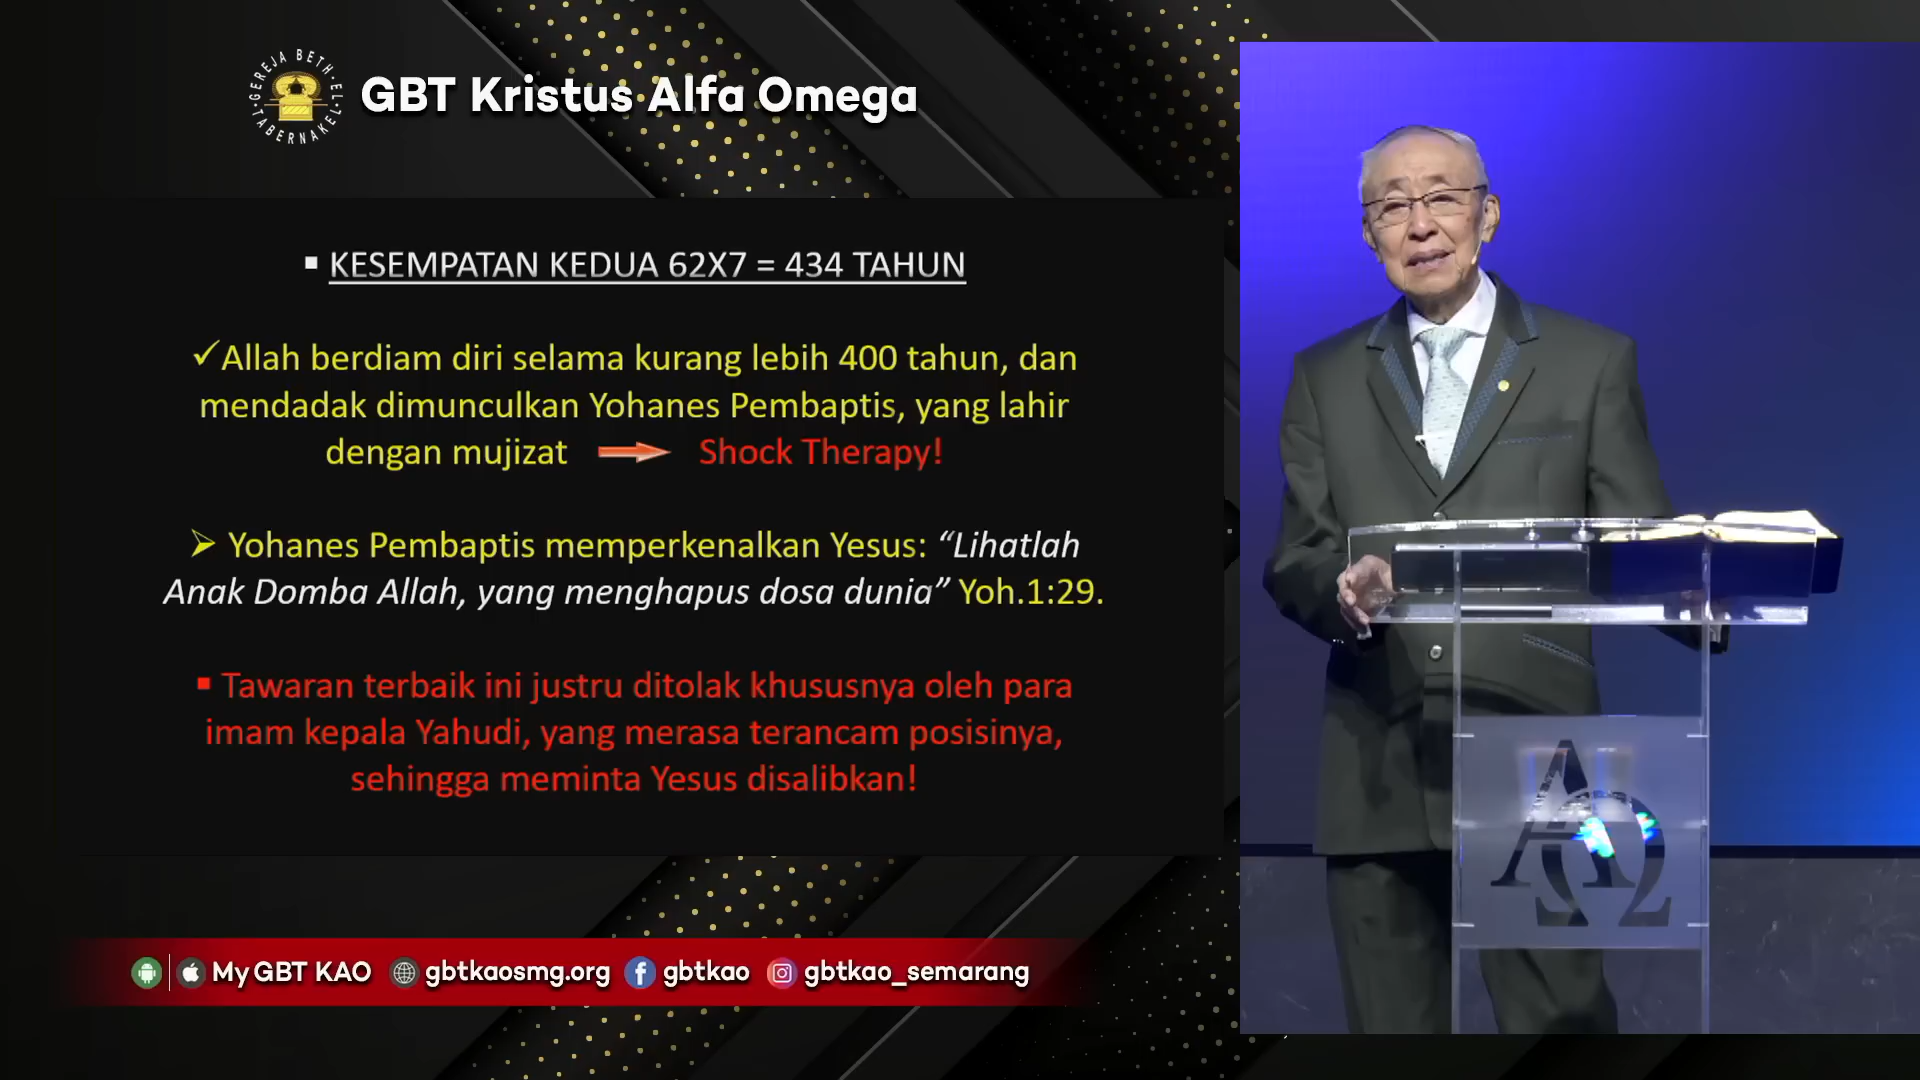 GEREJA BETH-EL TABERNAKEL
GBT Kristus Alfa Omega
▪ KESEMPATAN KEDUA 62X7 = 434 TAHUN
✓Allah berdiam diri selama kurang lebih 400 tahun, dan
mendadak dimunculkan Yohanes Pembaptis, yang lahir
dengan mujizat → Shock Therapy!
➢ Yohanes Pembaptis memperkenalkan Yesus: “Lihatlah
Anak Domba Allah, yang menghapus dosa dunia” Yoh.1:29.
▪ Tawaran terbaik ini justru ditolak khususnya oleh para
imam kepala Yahudi, yang merasa terancam posisinya,
sehingga meminta Yesus disalibkan!
My GBT KAO gbtkaosmg.org gbtkao gbtkao_semarang
ΑΩ